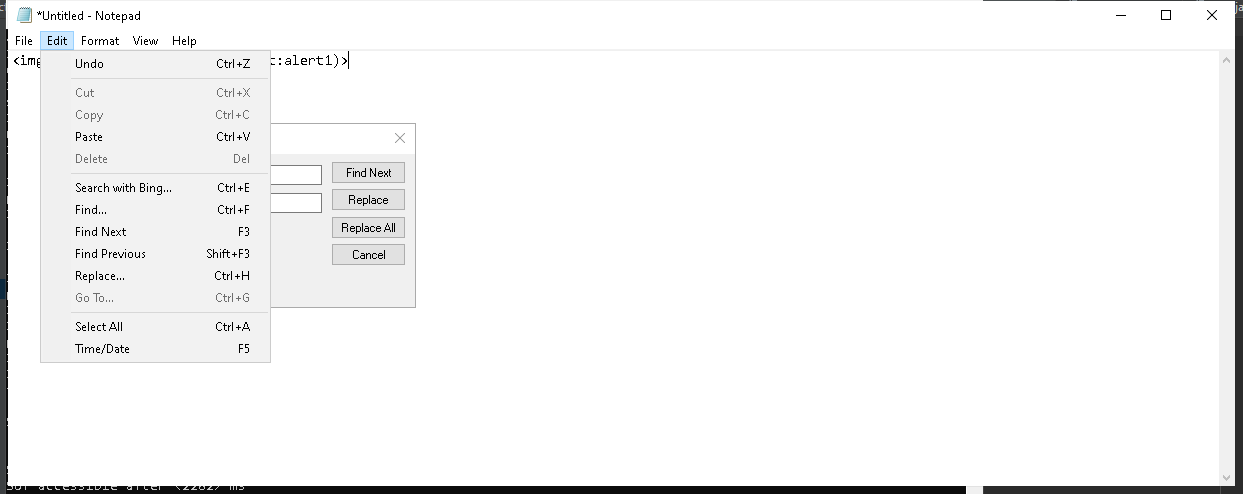 *Untitled - Notepad
File Edit Format View Help
<img t:alert1)>
Undo Ctrl+Z
Cut Ctrl+X
Copy Ctrl+C
Paste Ctrl+V
Delete Del
Search with Bing... Ctrl+E
Find... Ctrl+F
Find Next F3
Find Previous Shift+F3
Replace... Ctrl+H
Go To... Ctrl+G
Select All Ctrl+A
Time/Date F5
Find Next
Replace
Replace All
Cancel
accessible after <2282> ms